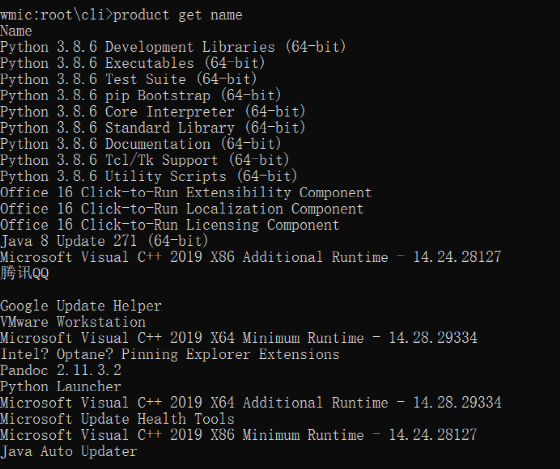 wmic:root\cli>product get name
Name
Python 3.8.6 Development Libraries (64-bit)
Python 3.8.6 Executables (64-bit)
Python 3.8.6 Test Suite (64-bit)
Python 3.8.6 pip Bootstrap (64-bit)
Python 3.8.6 Core Interpreter (64-bit)
Python 3.8.6 Standard Library (64-bit)
Python 3.8.6 Documentation (64-bit)
Python 3.8.6 Tcl/Tk Support (64-bit)
Python 3.8.6 Utility Scripts (64-bit)
Office 16 Click-to-Run Extensibility Component
Office 16 Click-to-Run Localization Component
Office 16 Click-to-Run Licensing Component
Java 8 Update 271 (64-bit)
Microsoft Visual C++ 2019 X86 Additional Runtime - 14.24.28127
腾讯QQ
Google Update Helper
VMware Workstation
Microsoft Visual C++ 2019 X64 Minimum Runtime - 14.28.29334
Intel? Optane? Pinning Explorer Extensions
Pandoc 2.11.3.2
Python Launcher
Microsoft Visual C++ 2019 X64 Additional Runtime - 14.28.29334
Microsoft Update Health Tools
Microsoft Visual C++ 2019 X86 Minimum Runtime - 14.24.28127
Java Auto Updater